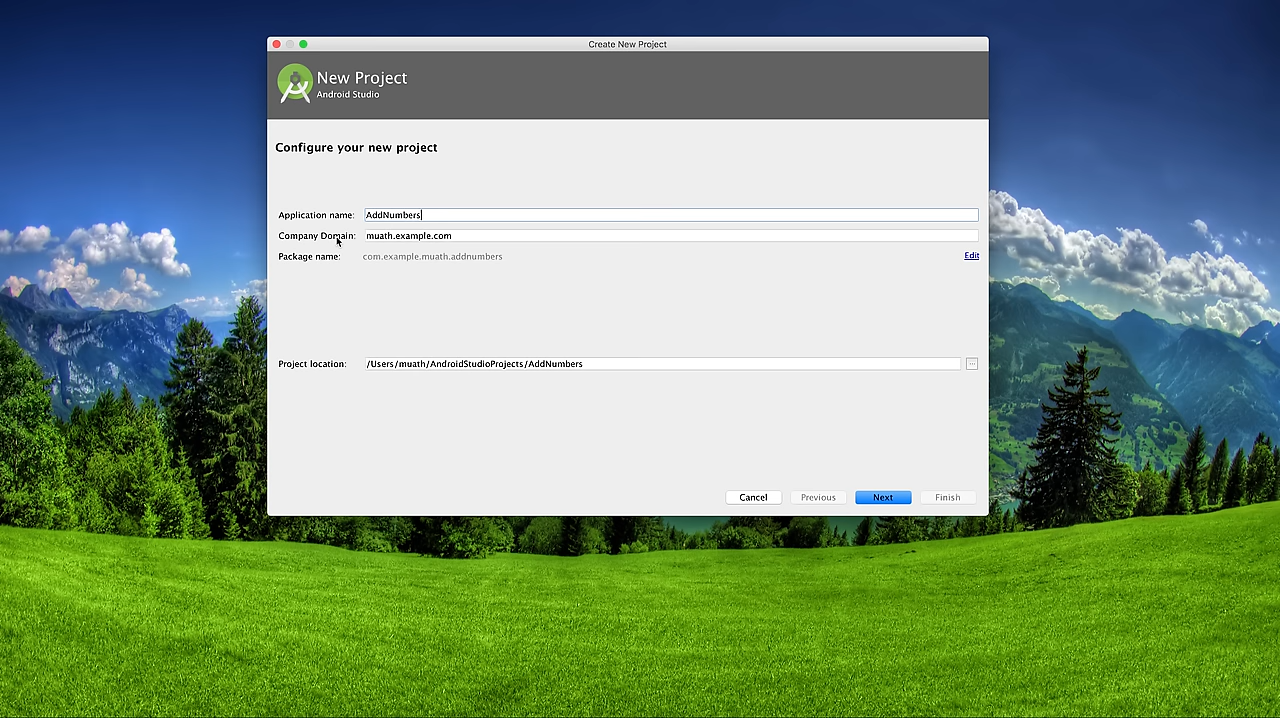 Create New Project
New Project
Android Studio
Configure your new project
Application name: AddNumbers
Company Domain: muath.example.com
Package name: com.example.muath.addnumbers Edit
Project location: /Users/muath/AndroidStudioProjects/AddNumbers ...
Cancel Previous Next Finish